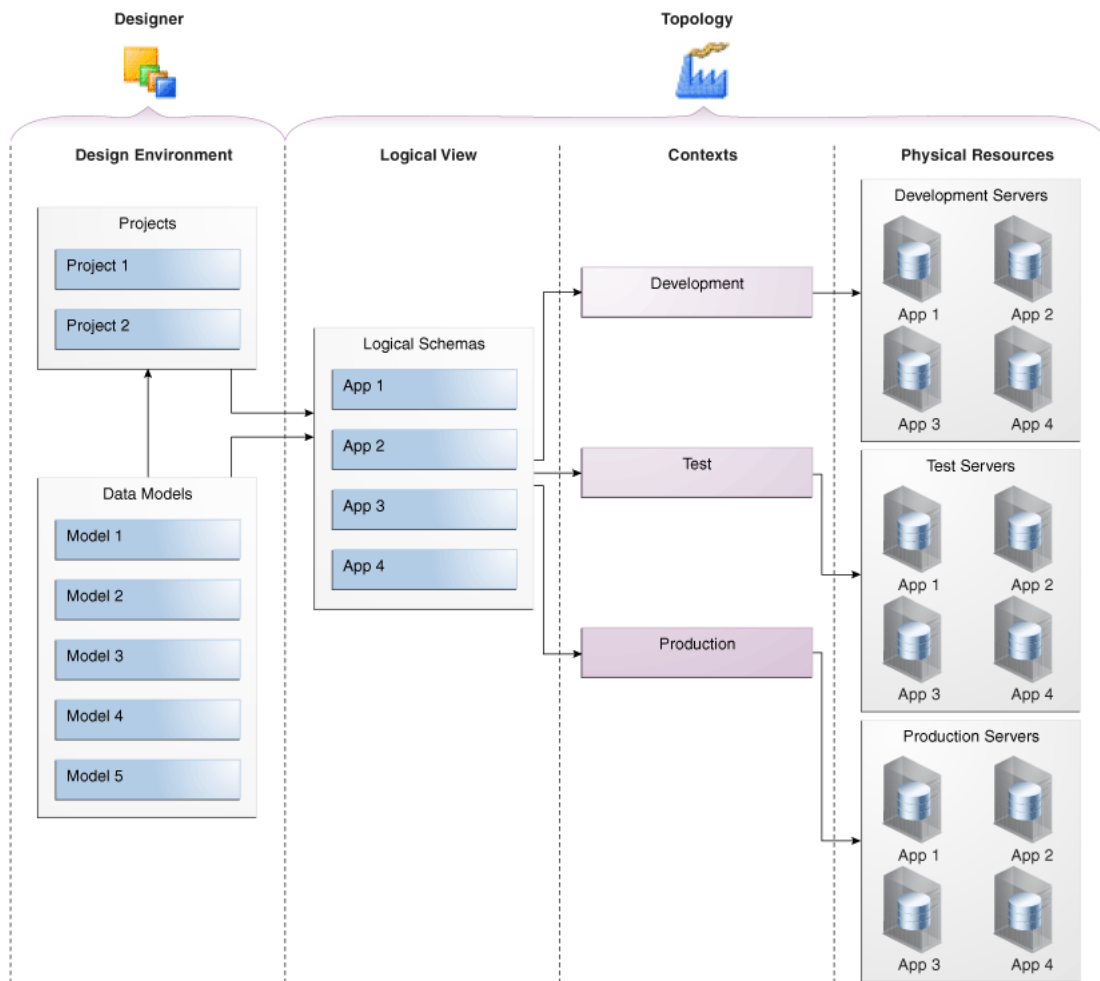 Designer
Topology
Design Environment
Logical View
Contexts
Physical Resources
Projects
Project 1
Project 2
Data Models
Model 1
Model 2
Model 3
Model 4
Model 5
Logical Schemas
App 1
App 2
App 3
App 4
Development
Test
Production
Development Servers
App 1
App 2
App 3
App 4
Test Servers
App 1
App 2
App 3
App 4
Production Servers
App 1
App 2
App 3
App 4